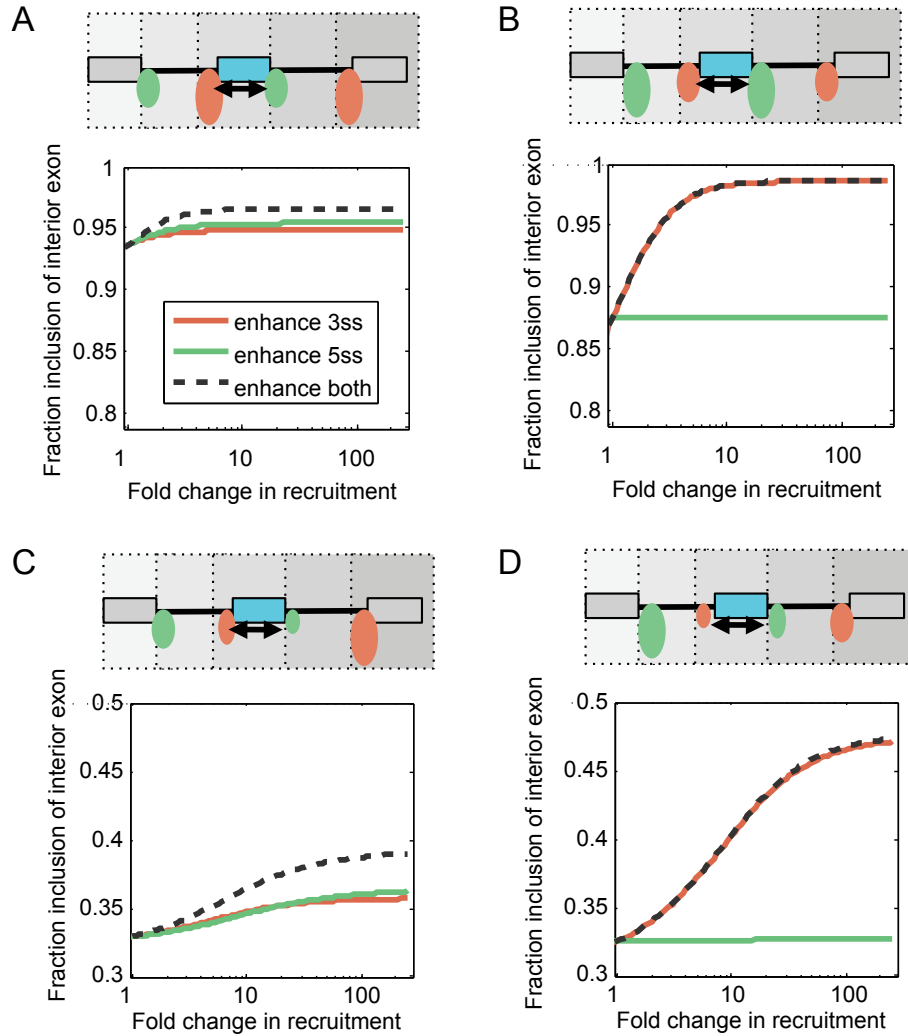 A
Fraction inclusion of interior exon
1
0.95
0.9
0.85
0.8
enhance 3ss
enhance 5ss
enhance both
1 10 100
Fold change in recruitment
B
Fraction inclusion of interior exon
1
0.95
0.9
0.85
0.8
1 10 100
Fold change in recruitment
C
Fraction inclusion of interior exon
0.5
0.45
0.4
0.35
0.3
1 10 100
Fold change in recruitment
D
Fraction inclusion of interior exon
0.5
0.45
0.4
0.35
0.3
1 10 100
Fold change in recruitment